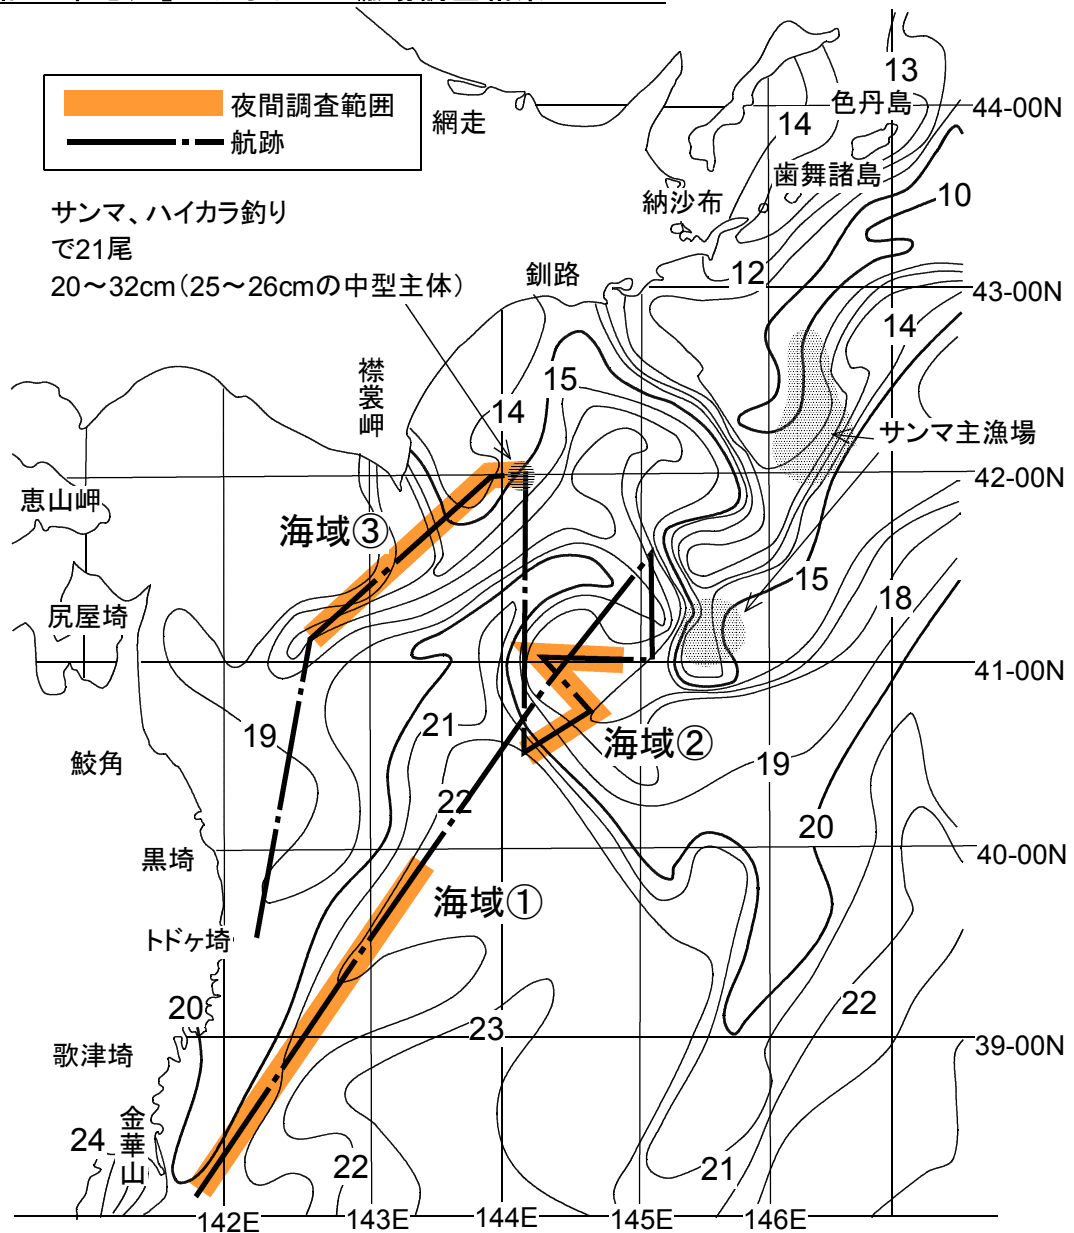 夜間調査範囲
航跡
サンマ、ハイカラ釣り
で21尾
20～32cm（25～26cmの中型主体）
網走
色丹島
歯舞諸島
納沙布
釧路
襟裳岬
恵山岬
尻屋埼
鮫角
黒埼
トドヶ埼
歌津埼
金華山
サンマ主漁場
海域③
海域②
海域①
13
14
10
12
14
15
14
15
18
19
21
22
19
20
20
23
22
24
22
21
44-00N
43-00N
42-00N
41-00N
40-00N
39-00N
142E
143E
144E
145E
146E